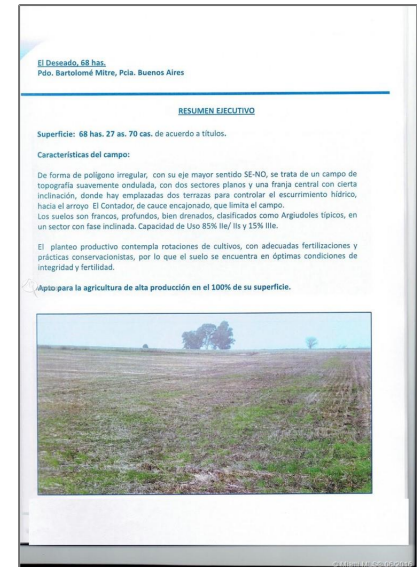 El Deseado, 68 has.
Pdo. Bartolomé Mitre, Pcia. Buenos Aires
RESUMEN EJECUTIVO
Superficie: 68 has. 27 as. 70 cas. de acuerdo a títulos.
Características del campo:
De forma de polígono irregular, con su eje mayor sentido SE-NO, se trata de un campo de
topografía suavemente ondulada, con dos sectores planos y una franja central con cierta
inclinación, donde hay emplazadas dos terrazas para controlar el escurrimiento hídrico,
hacia el arroyo El Contador, de cauce encajonado, que limita el campo.
Los suelos son francos, profundos, bien drenados, clasificados como Argiudoles típicos, en
un sector con fase inclinada. Capacidad de Uso 85% IIe/ IIs y 15% IIIe.
El planteo productivo contempla rotaciones de cultivos, con adecuadas fertilizaciones y
prácticas conservacionistas, por lo que el suelo se encuentra en óptimas condiciones de
integridad y fertilidad.
Apto para la agricultura de alta producción en el 100% de su superficie.